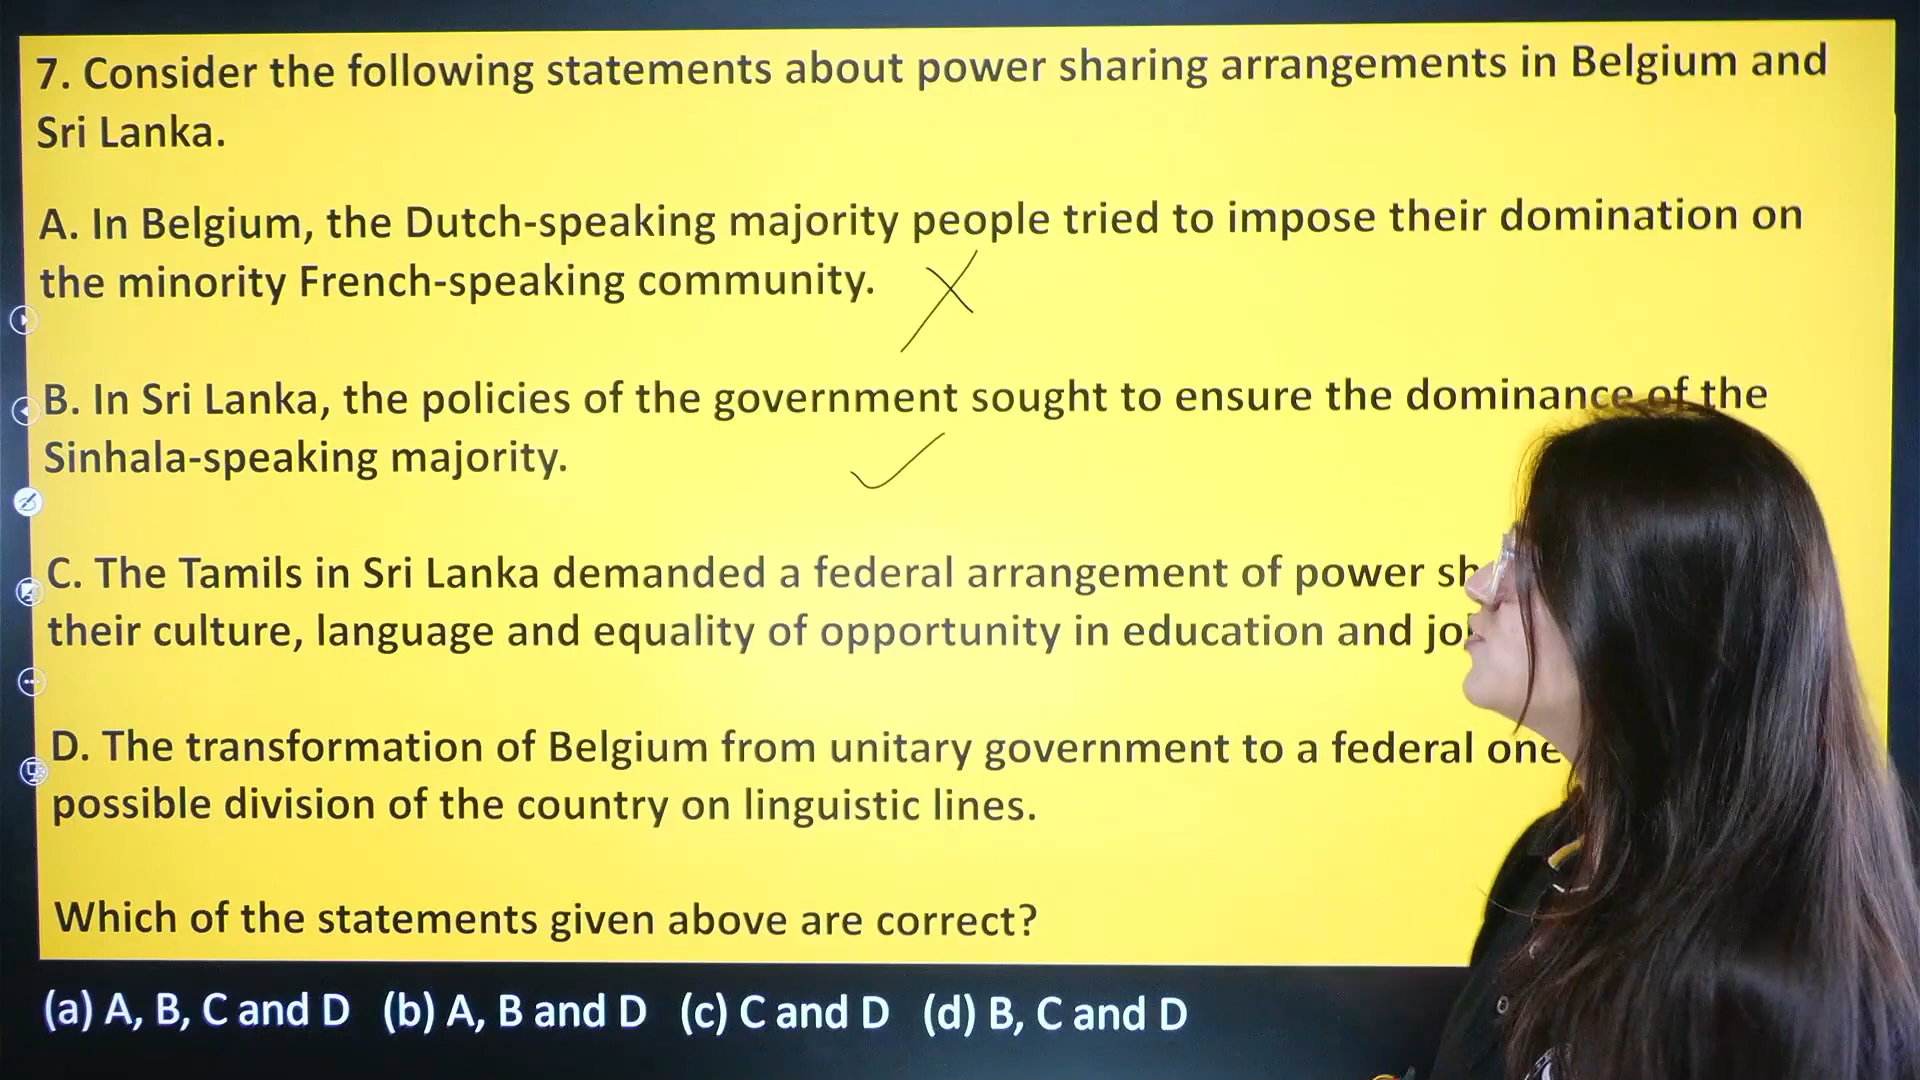 7. Consider the following statements about power sharing arrangements in Belgium and
Sri Lanka.
A. In Belgium, the Dutch-speaking majority people tried to impose their domination on
the minority French-speaking community.
B. In Sri Lanka, the policies of the government sought to ensure the dominance of the
Sinhala-speaking majority.
C. The Tamils in Sri Lanka demanded a federal arrangement of power
their culture, language and equality of opportunity in education and
D. The transformation of Belgium from unitary government to a federal one
possible division of the country on linguistic lines.
Which of the statements given above are correct?
(a) A, B, C and D (b) A, B and D (c) C and D (d) B, C and D